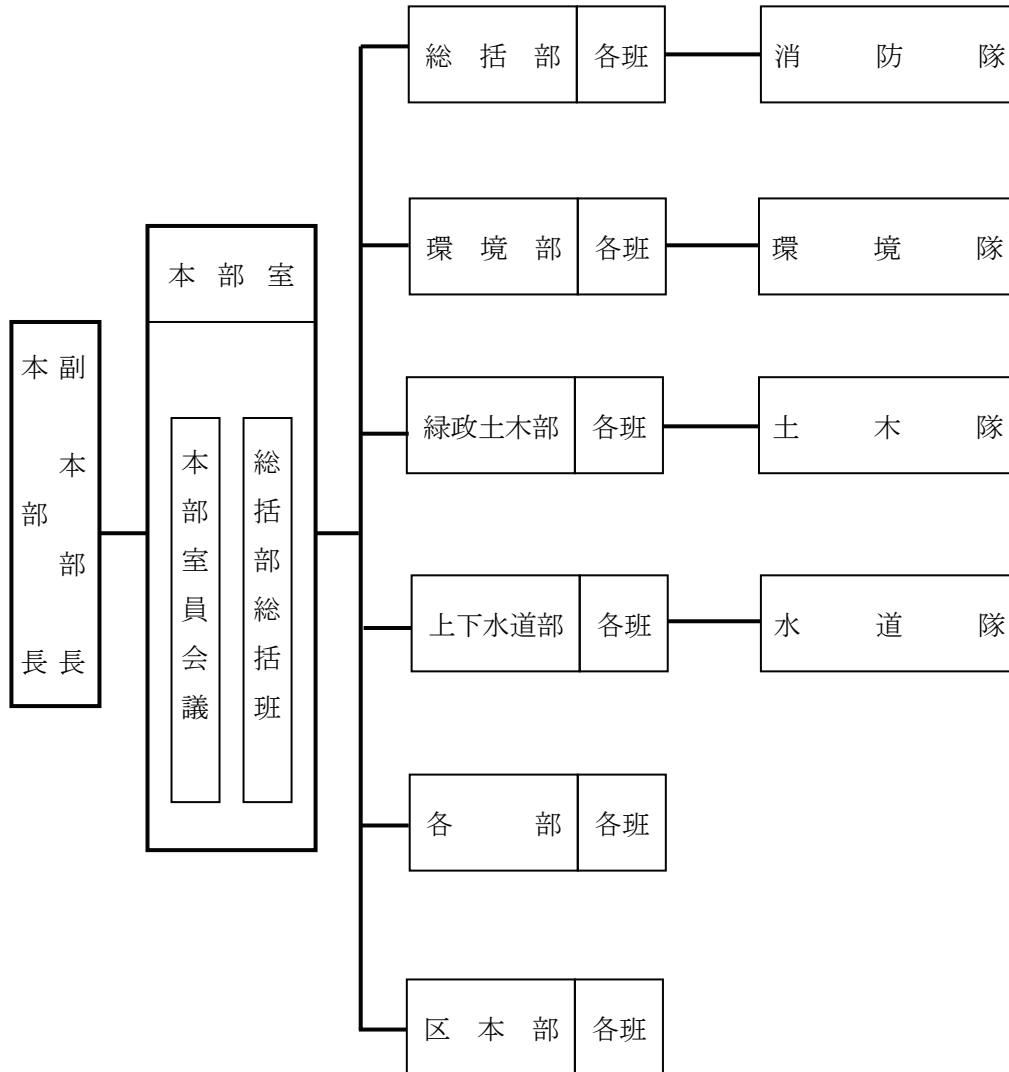 本部長
副本部長
本部室
本部室員会議
総括部総括班
総括部 各班 消防隊
環境部 各班 環境隊
緑政土木部 各班 土木隊
上下水道部 各班 水道隊
各部 各班
区本部 各班